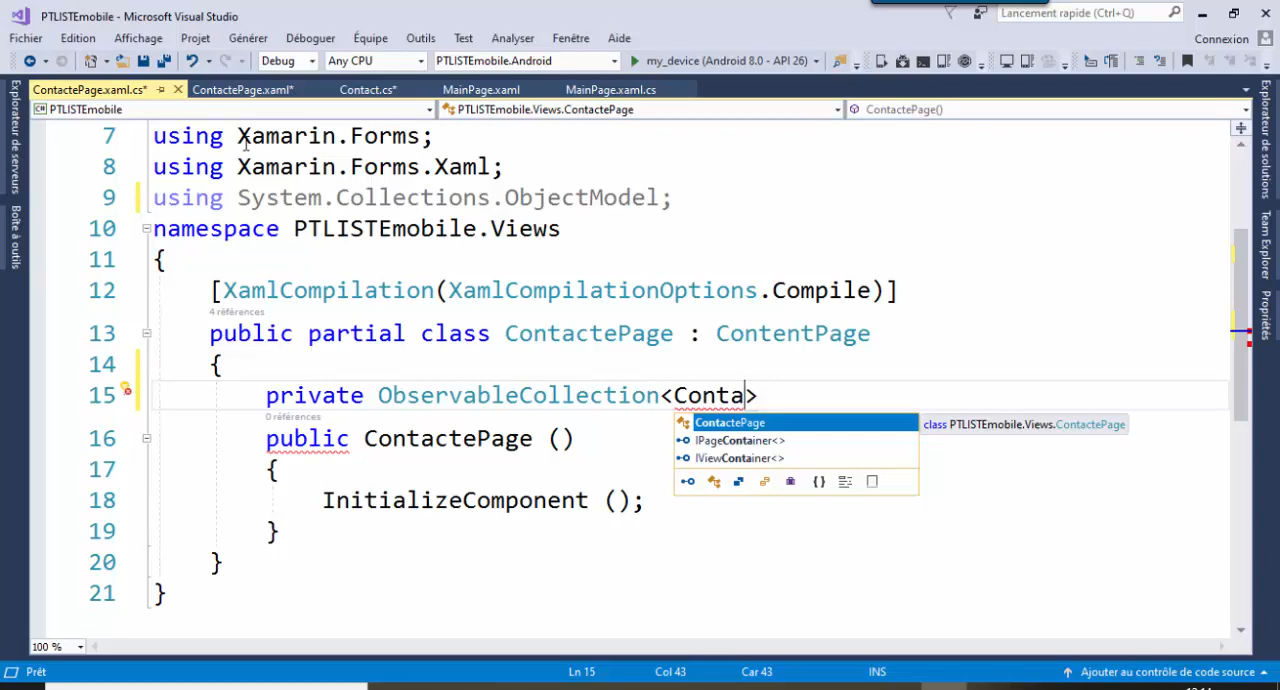 PTLISTEmobile - Microsoft Visual Studio
Lancement rapide (Ctrl+Q)
Fichier Edition Affichage Projet Générer Déboguer Équipe Outils Test Analyser Fenêtre Aide Connexion
Debug Any CPU PTLISTEmobile.Android my_device (Android 8.0 - API 26)
ContactePage.xaml.cs* ContactePage.xaml* Contact.cs* MainPage.xaml* MainPage.xaml.cs
PTLISTEmobile PTLISTEmobile.Views.ContactePage ContactePage()
Explorateur de serveurs
Boîte à outils
7 using Xamarin.Forms;
8 using Xamarin.Forms.Xaml;
9 using System.Collections.ObjectModel;
10 namespace PTLISTEmobile.Views
11 {
12 [XamlCompilation(XamlCompilationOptions.Compile)]
4 références
13 public partial class ContactePage : ContentPage
14 {
15 private ObservableCollection<Conta>
0 références
ContactePage class PTLISTEmobile.Views.ContactePage
IPageContainer<>
IViewContainer<>
16 public ContactePage ()
17 {
18 InitializeComponent ();
19 }
20 }
21 }
Explorateur de solutions
Team Explorer
Propriétés
100 %
Prêt Ln 15 Col 43 Car 43 INS Ajouter au contrôle de code source